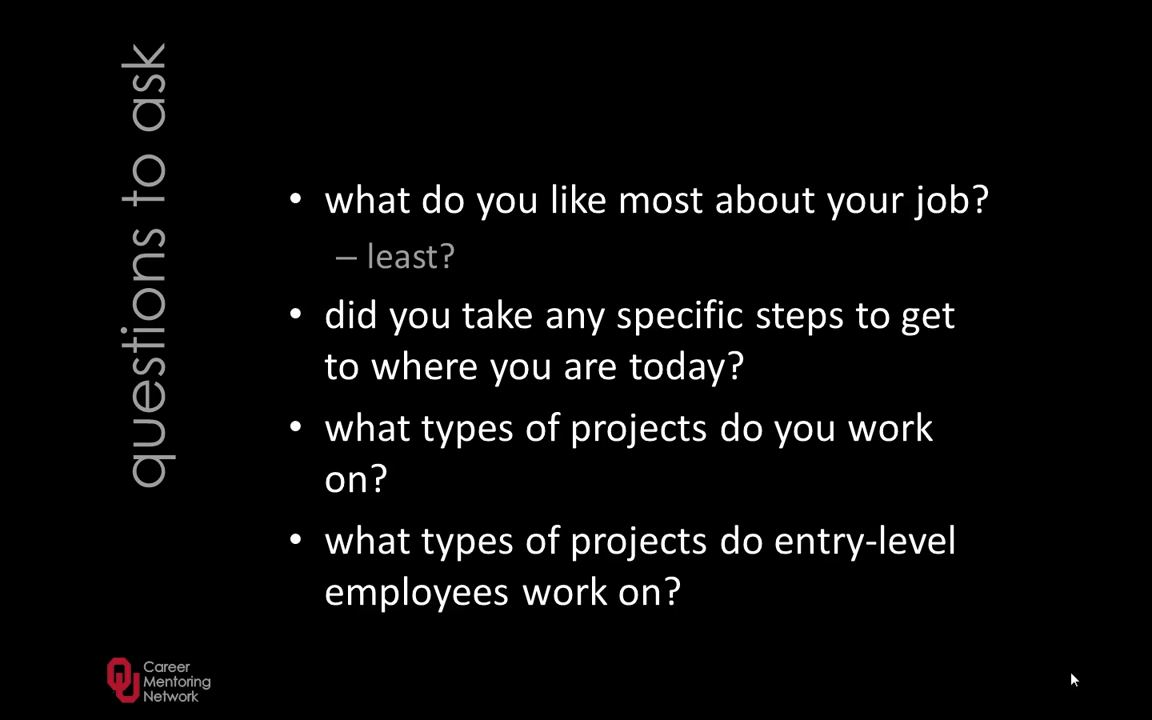 questions to ask
• what do you like most about your job?
– least?
• did you take any specific steps to get
to where you are today?
• what types of projects do you work
on?
• what types of projects do entry-level
employees work on?
OU Career
Mentoring
Network